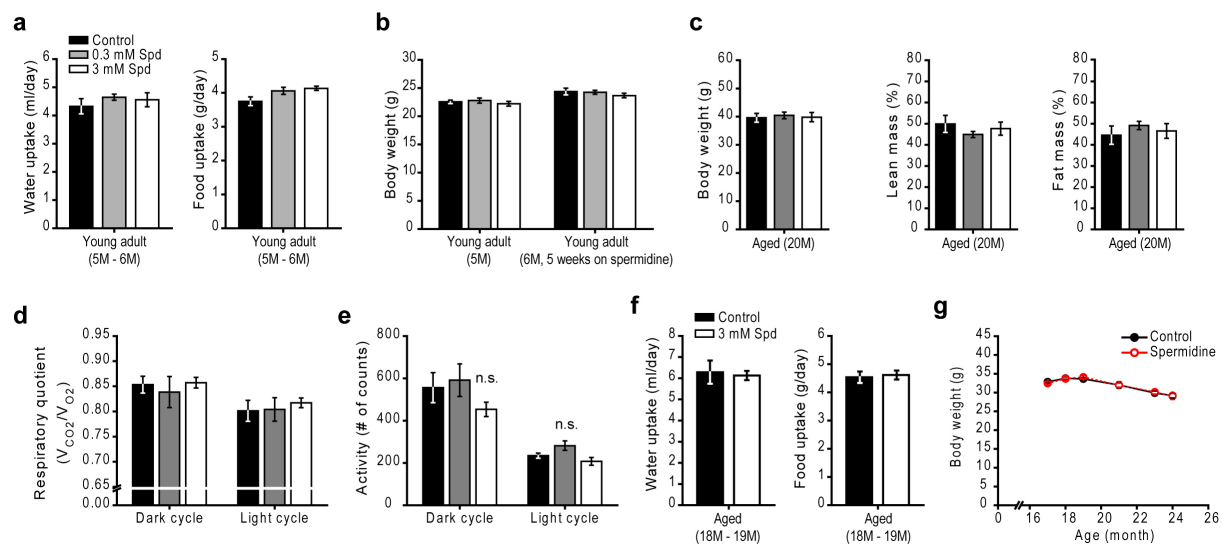 a
Control
0.3 mM Spd
3 mM Spd
Water uptake (ml/day)
6
5
4
3
2
1
0
Young adult
(5M - 6M)
Food uptake (g/day)
5
4
3
2
1
0
Young adult
(5M - 6M)
b
Body weight (g)
30
25
20
15
10
5
0
Young adult
(5M)
Young adult
(6M, 5 weeks on spermidine)
c
Body weight (g)
60
50
40
30
20
10
0
Aged (20M)
Lean mass (%)
80
70
60
50
40
30
20
10
0
Aged (20M)
Fat mass (%)
80
70
60
50
40
30
20
10
0
Aged (20M)
d
Respiratory quotient
(VCO2/VO2)
0.95
0.90
0.85
0.80
0.75
0.70
0.65
0.00
Dark cycle
Light cycle
e
Activity (# of counts)
800
600
400
200
0
n.s.
n.s.
Dark cycle
Light cycle
f
Control
3 mM Spd
Water uptake (ml/day)
8
7
6
5
4
3
2
1
0
Aged
(18M - 19M)
Food uptake (g/day)
6
5
4
3
2
1
0
Aged
(18M - 19M)
g
Control
Spermidine
Body weight (g)
45
40
35
30
25
20
15
10
5
0
0
16
18
20
22
24
26
Age (month)